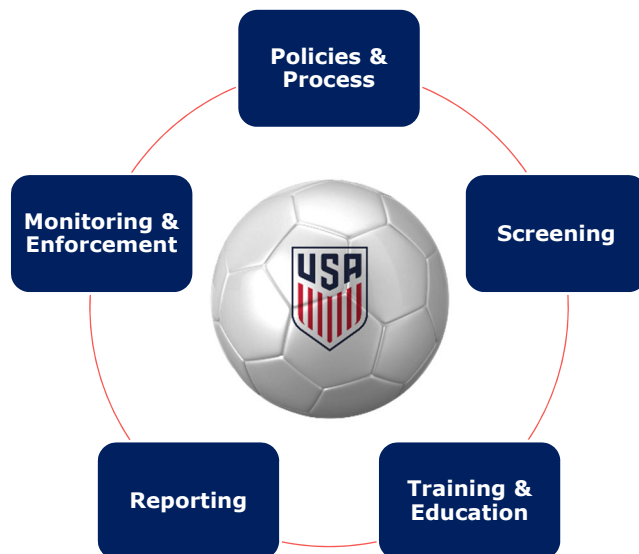 Policies &
Process
Screening
Training &
Education
Reporting
Monitoring &
Enforcement
USA